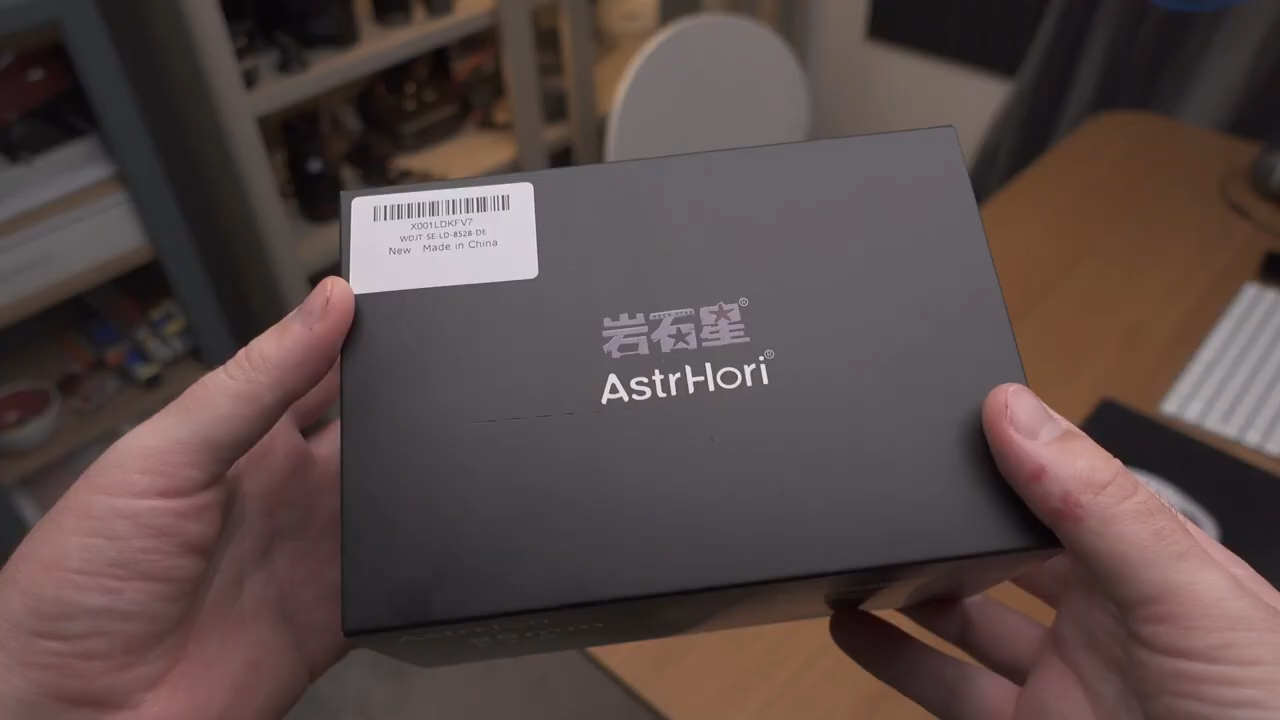 X001LDKFV7
WDJT-SE-LD-8528-DE
New Made in China
岩石星®
AstrHori®